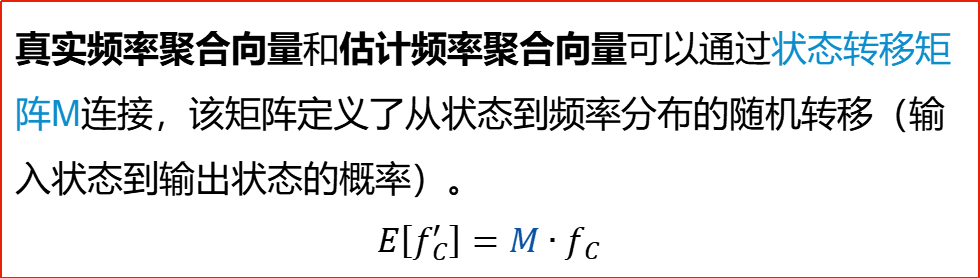 真实频率聚合向量和估计频率聚合向量可以通过状态转移矩
阵M连接，该矩阵定义了从状态到频率分布的随机转移（输
入状态到输出状态的概率）。
E[f′_C] = M · f_C